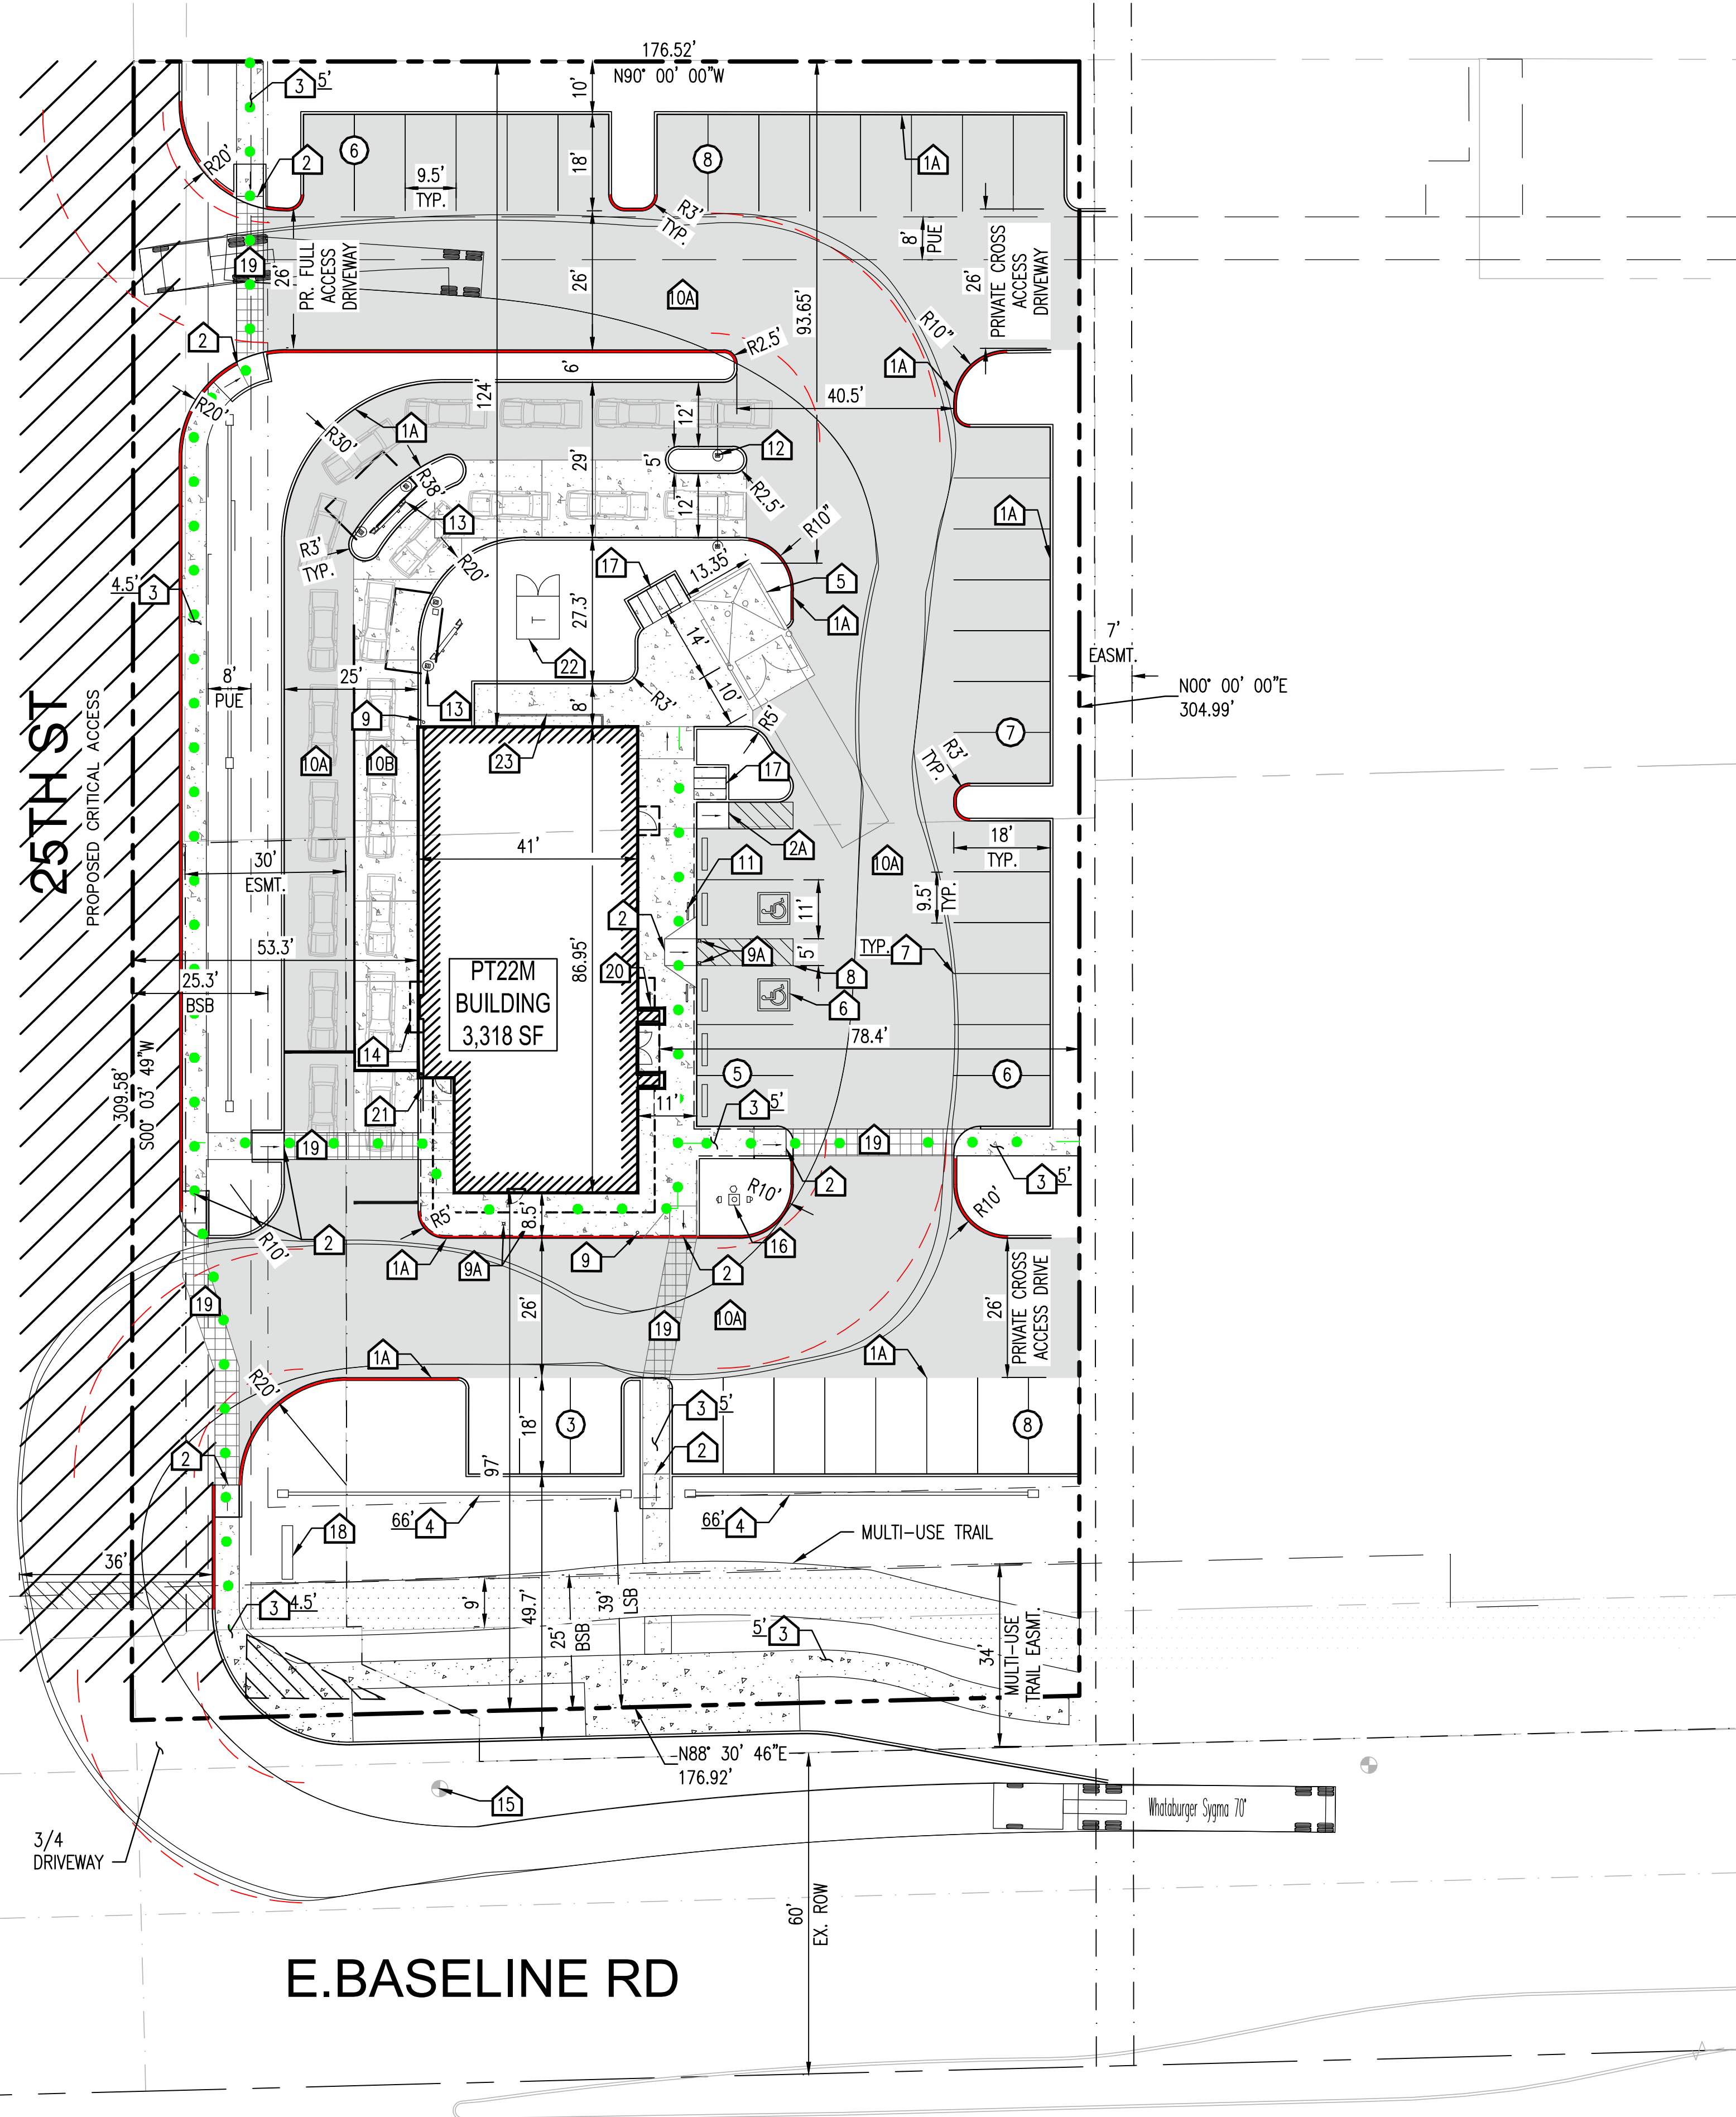 176.52'
N90° 00' 00"W
3
5'
10'
R20'
2
6
9.5'
TYP.
18'
8
1A
R3'
TYP.
8'
PUE
26'
PRIVATE CROSS
ACCESS
DRIVEWAY
19
26'
PR. FULL
ACCESS
DRIVEWAY
26'
10A
93.65'
2
R2.5'
R10"
1A
6'
124'
40.5'
R20'
R30'
1A
12'
12
29'
5'
R38'
13
R2.5'
12'
R10"
1A
R3'
TYP.
R20'
17
13.35'
5
4.5'
3
27.3'
1A
14'
22
7'
EASMT.
8'
PUE
25'
10'
R3'
N00° 00' 00"E
304.99'
13
9
8'
R5'
7
25TH ST
PROPOSED CRITICAL ACCESS
10A
10B
23
17
R3'
TYP.
41'
2A
10A
18'
TYP.
30'
ESMT.
11
9.5'
TYP.
2
11'
53.3'
86.95'
9A
5'
TYP.
7
8
25.3'
BSB
PT22M
BUILDING
3,318 SF
20
6
78.4'
14
5
6
309.58'
S00° 03' 49"W
21
11'
3
5'
19
19
2
3
5'
R10'
R10'
R5'
8.5'
R10'
2
1A
9A
9
2
16
19
26'
10A
26'
PRIVATE CROSS
ACCESS DRIVE
19
1A
1A
R20'
3
18'
3
5'
8
2
2
97'
66'
4
66'
4
18
MULTI-USE TRAIL
36'
3
4.5'
9'
49.7'
25'
BSB
39'
LSB
5'
3
34'
MULTI-USE
TRAIL EASMT.
N88° 30' 46"E
176.92'
15
Whataburger Sygma 70'
3/4
DRIVEWAY
60'
EX. ROW
E.BASELINE RD